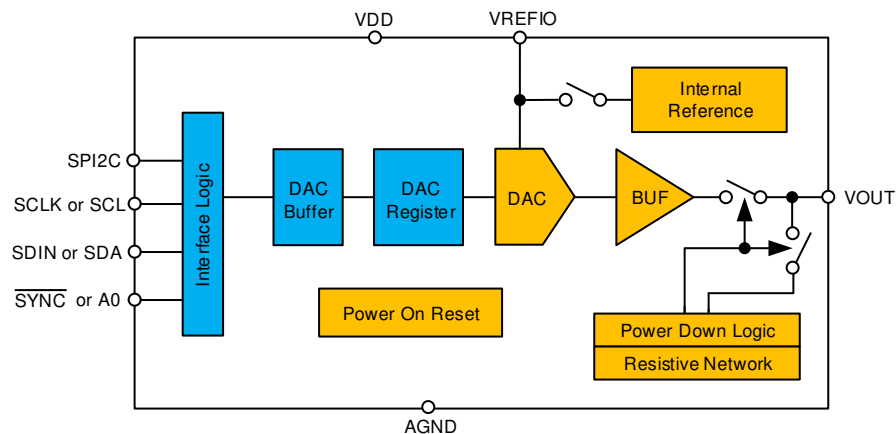 VDD
VREFIO
Internal
Reference
SPI2C
SCLK or SCL
SDIN or SDA
SYNC or A0
Interface Logic
DAC
Buffer
DAC
Register
DAC
BUF
VOUT
Power On Reset
Power Down Logic
Resistive Network
AGND